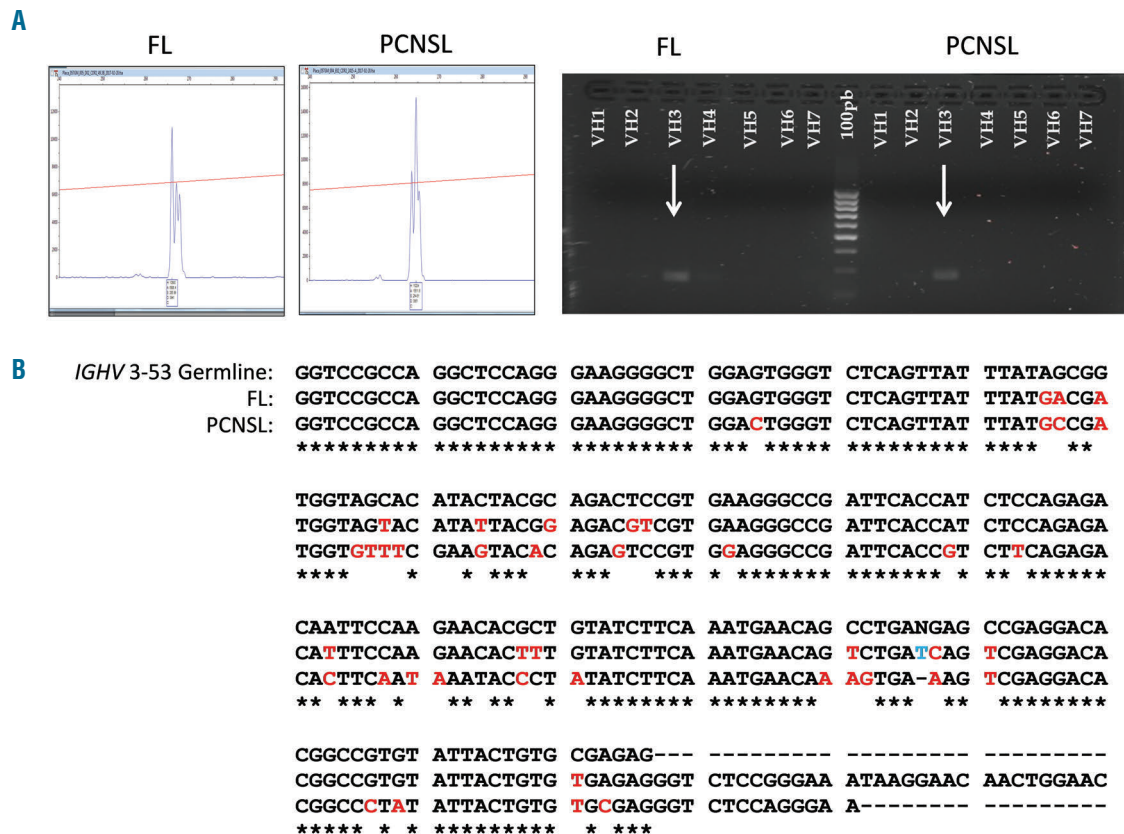 A
FL
PCNSL
FL
PCNSL
VH1 VH2 VH3 VH4 VH5 VH6 VH7 100pb VH1 VH2 VH3 VH4 VH5 VH6 VH7
B
IGHV 3-53 Germline: GGTCCGCCA GGCTCCAGG GAAGGGGCT GGAGTGGGT CTCAGTTAT TTATAGCGG
FL: GGTCCGCCA GGCTCCAGG GAAGGGGCT GGAGTGGGT CTCAGTTAT TTATGACGA
PCNSL: GGTCCGCCA GGCTCCAGG GAAGGGGCT GGACTGGGT CTCAGTTAT TTATGCCGA
********* ********* ********* *** ***** ********* **** **
TGGTAGCAC ATACTACGC AGACTCCGT GAAGGGCCG ATTCACCAT CTCCAGAGA
TGGTAGTAC ATATTACGG AGACGTCGT GAAGGGCCG ATTCACCAT CTCCAGAGA
TGGTGTTTC GAAGTACAC AGAGTCCGT GGAGGGCCG ATTCACCGT CTTCAGAGA
**** * * *** *** *** * ******* ******* * ** ******
CAATTCCAA GAACACGCT GTATCTTCA AATGAACAG CCTGANGAG CCGAGGACA
CATTTCCAA GAACACTTT GTATCTTCA AATGAACAG TCTGATCAG TCGAGGACA
CACTTCAAT AAATACCCT ATATCTTCA AATGAACAA AGTGA-AAG TCGAGGACA
** *** * ** ** * ******** ******** *** ** ********
CGGCCGTGT ATTACTGTG CGAGAG--- --------- --------- ---------
CGGCCGTGT ATTACTGTG TGAGAGGGT CTCCGGGAA ATAAGGAAC AACTGGAAC
CGGCCCTAT ATTACTGTG TGCGAGGGT CTCCAGGGAA A-------- ---------
***** * * ********* * ***